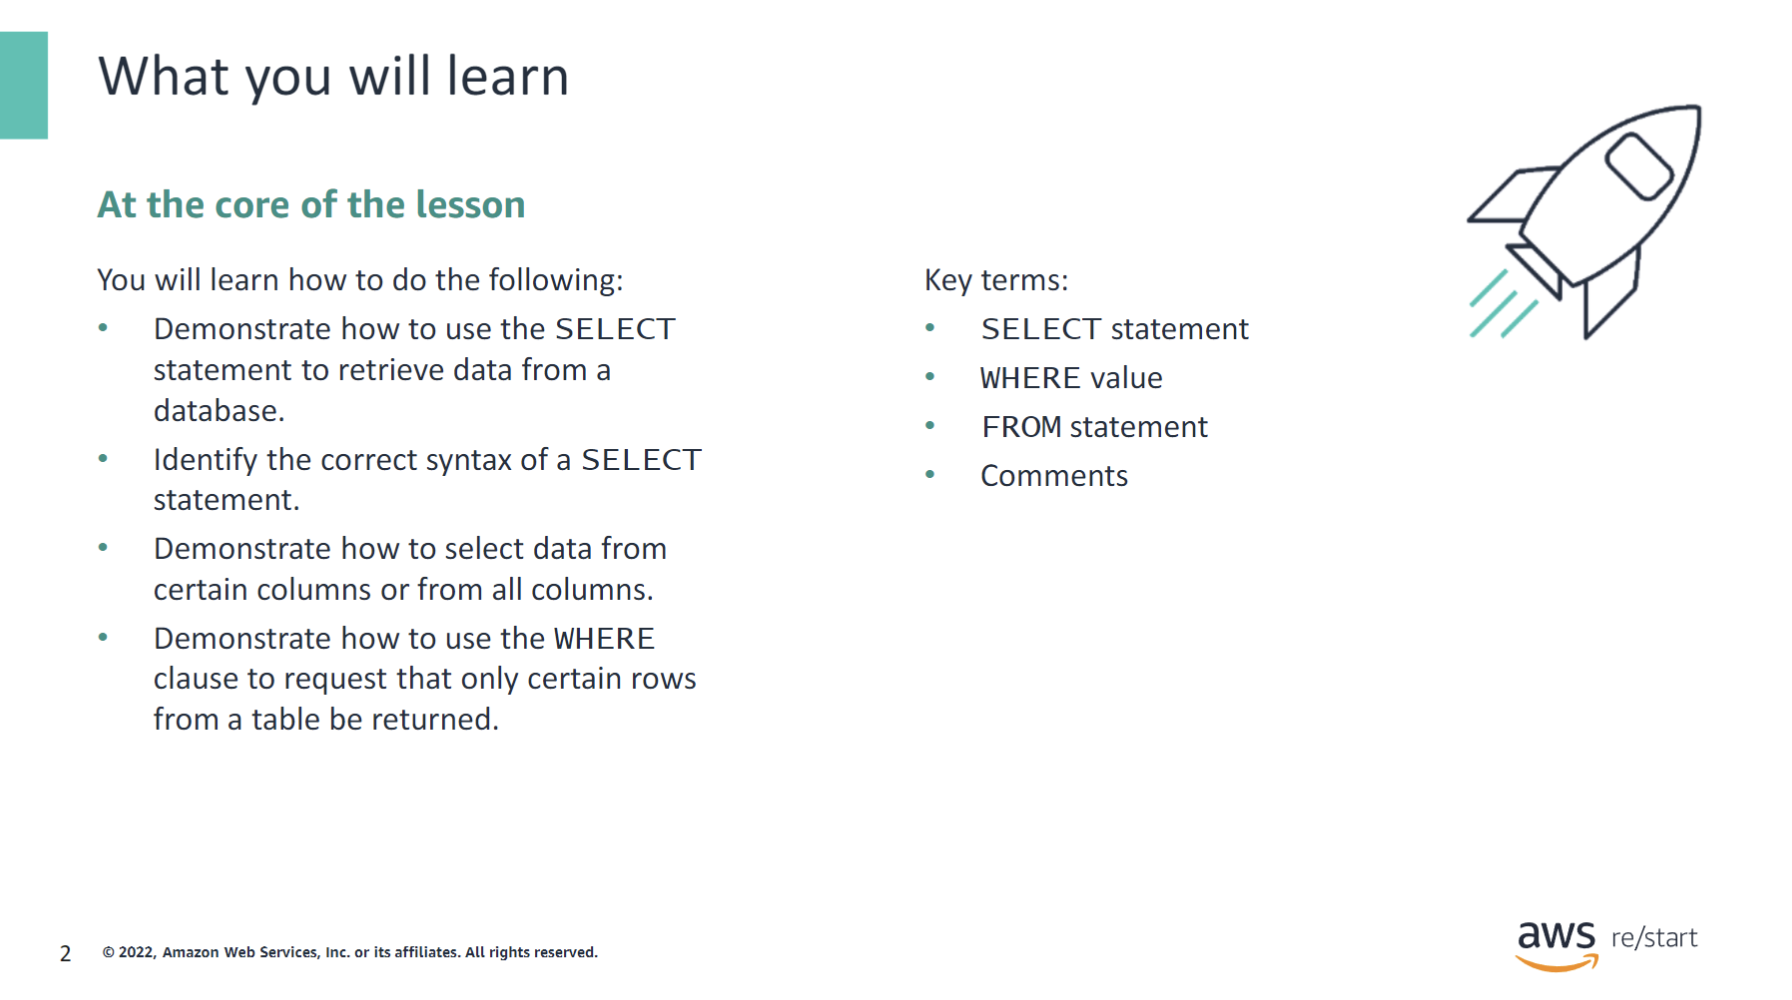 What you will learn
At the core of the lesson
You will learn how to do the following:
• Demonstrate how to use the SELECT
statement to retrieve data from a
database.
• Identify the correct syntax of a SELECT
statement.
• Demonstrate how to select data from
certain columns or from all columns.
• Demonstrate how to use the WHERE
clause to request that only certain rows
from a table be returned.
Key terms:
• SELECT statement
• WHERE value
• FROM statement
• Comments
2 © 2022, Amazon Web Services, Inc. or its affiliates. All rights reserved.
aws re/start